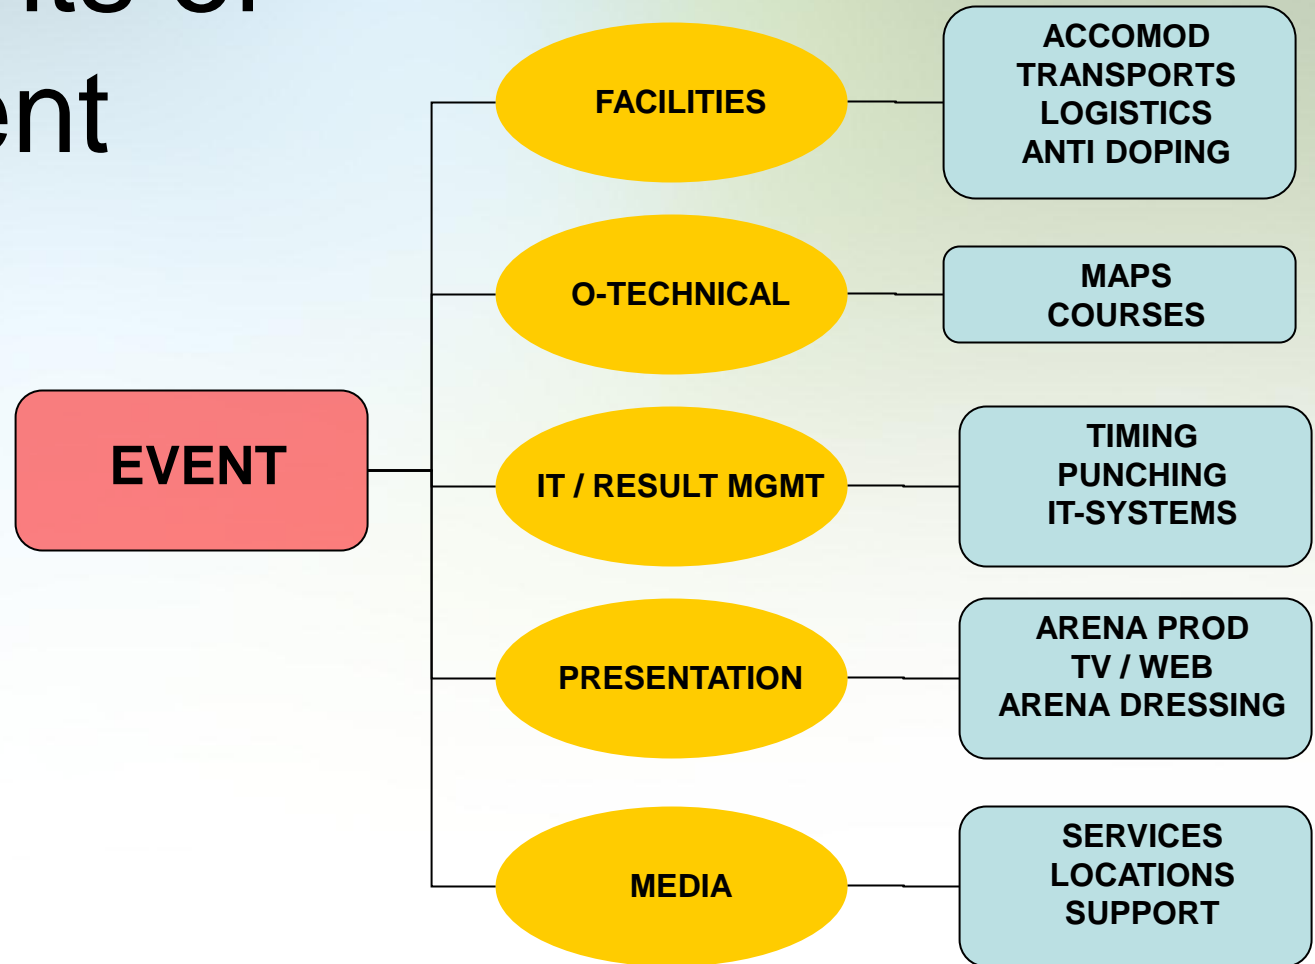 ent
FACILITIES
ACCOMOD
TRANSPORTS
LOGISTICS
ANTI DOPING
O-TECHNICAL
MAPS
COURSES
EVENT
IT / RESULT MGMT
TIMING
PUNCHING
IT-SYSTEMS
PRESENTATION
ARENA PROD
TV / WEB
ARENA DRESSING
MEDIA
SERVICES
LOCATIONS
SUPPORT